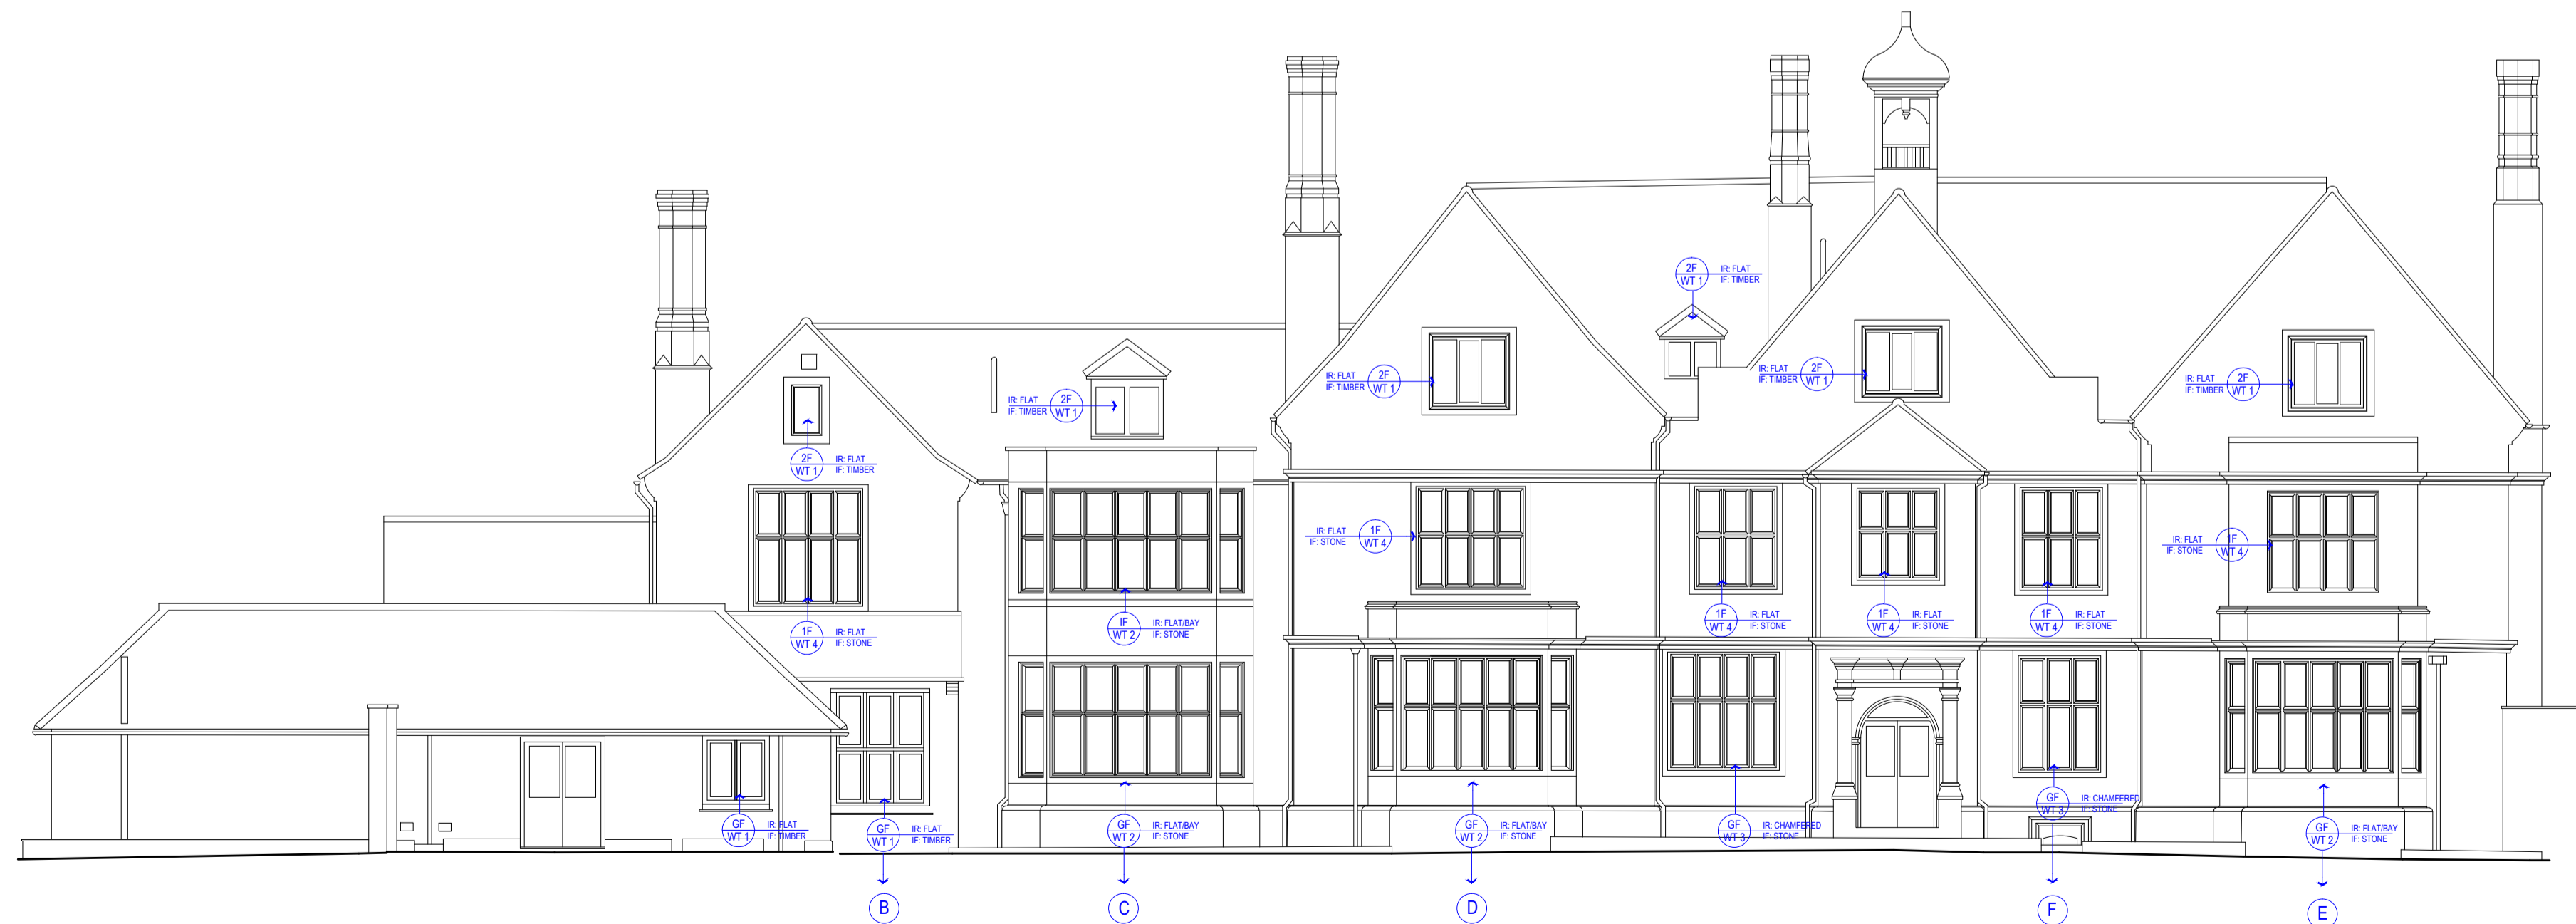 2F
WT 1
IR: FLAT
IF: TIMBER
IR: FLAT
IF: TIMBER
2F
WT 1
IR: FLAT
IF: TIMBER
2F
WT 1
IR: FLAT
IF: TIMBER
2F
WT 1
IR: FLAT
IF: TIMBER
2F
WT 1
2F
WT 1
IR: FLAT
IF: TIMBER
IR: FLAT
IF: STONE
1F
WT 4
IR: FLAT
IF: STONE
1F
WT 4
1F
WT 4
IR: FLAT
IF: STONE
IF
WT 2
IR: FLAT/BAY
IF: STONE
1F
WT 4
IR: FLAT
IF: STONE
1F
WT 4
IR: FLAT
IF: STONE
1F
WT 4
IR: FLAT
IF: STONE
GF
WT 1
IR: FLAT
IF: TIMBER
GF
WT 1
IR: FLAT
IF: TIMBER
GF
WT 2
IR: FLAT/BAY
IF: STONE
GF
WT 2
IR: FLAT/BAY
IF: STONE
GF
WT 3
IR: CHAMFERED
IF: STONE
GF
WT 3
IR: CHAMFERED
IF: STONE
GF
WT 2
IR: FLAT/BAY
IF: STONE
B
C
D
F
E